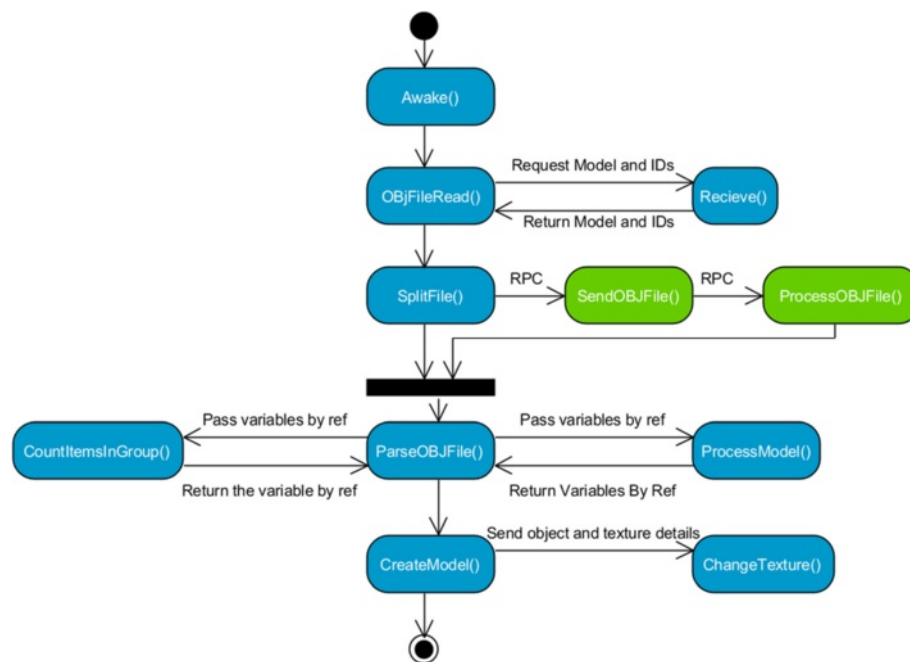 Awake()
Request Model and IDs
OBjFileRead()
Recieve()
Return Model and IDs
RPC
RPC
SplitFile()
SendOBJFile()
ProcessOBJFile()
Pass variables by ref
Pass variables by ref
CountItemsInGroup()
ParseOBJFile()
ProcessModel()
Return the variable by ref
Return Variables By Ref
Send object and texture details
CreateModel()
ChangeTexture()